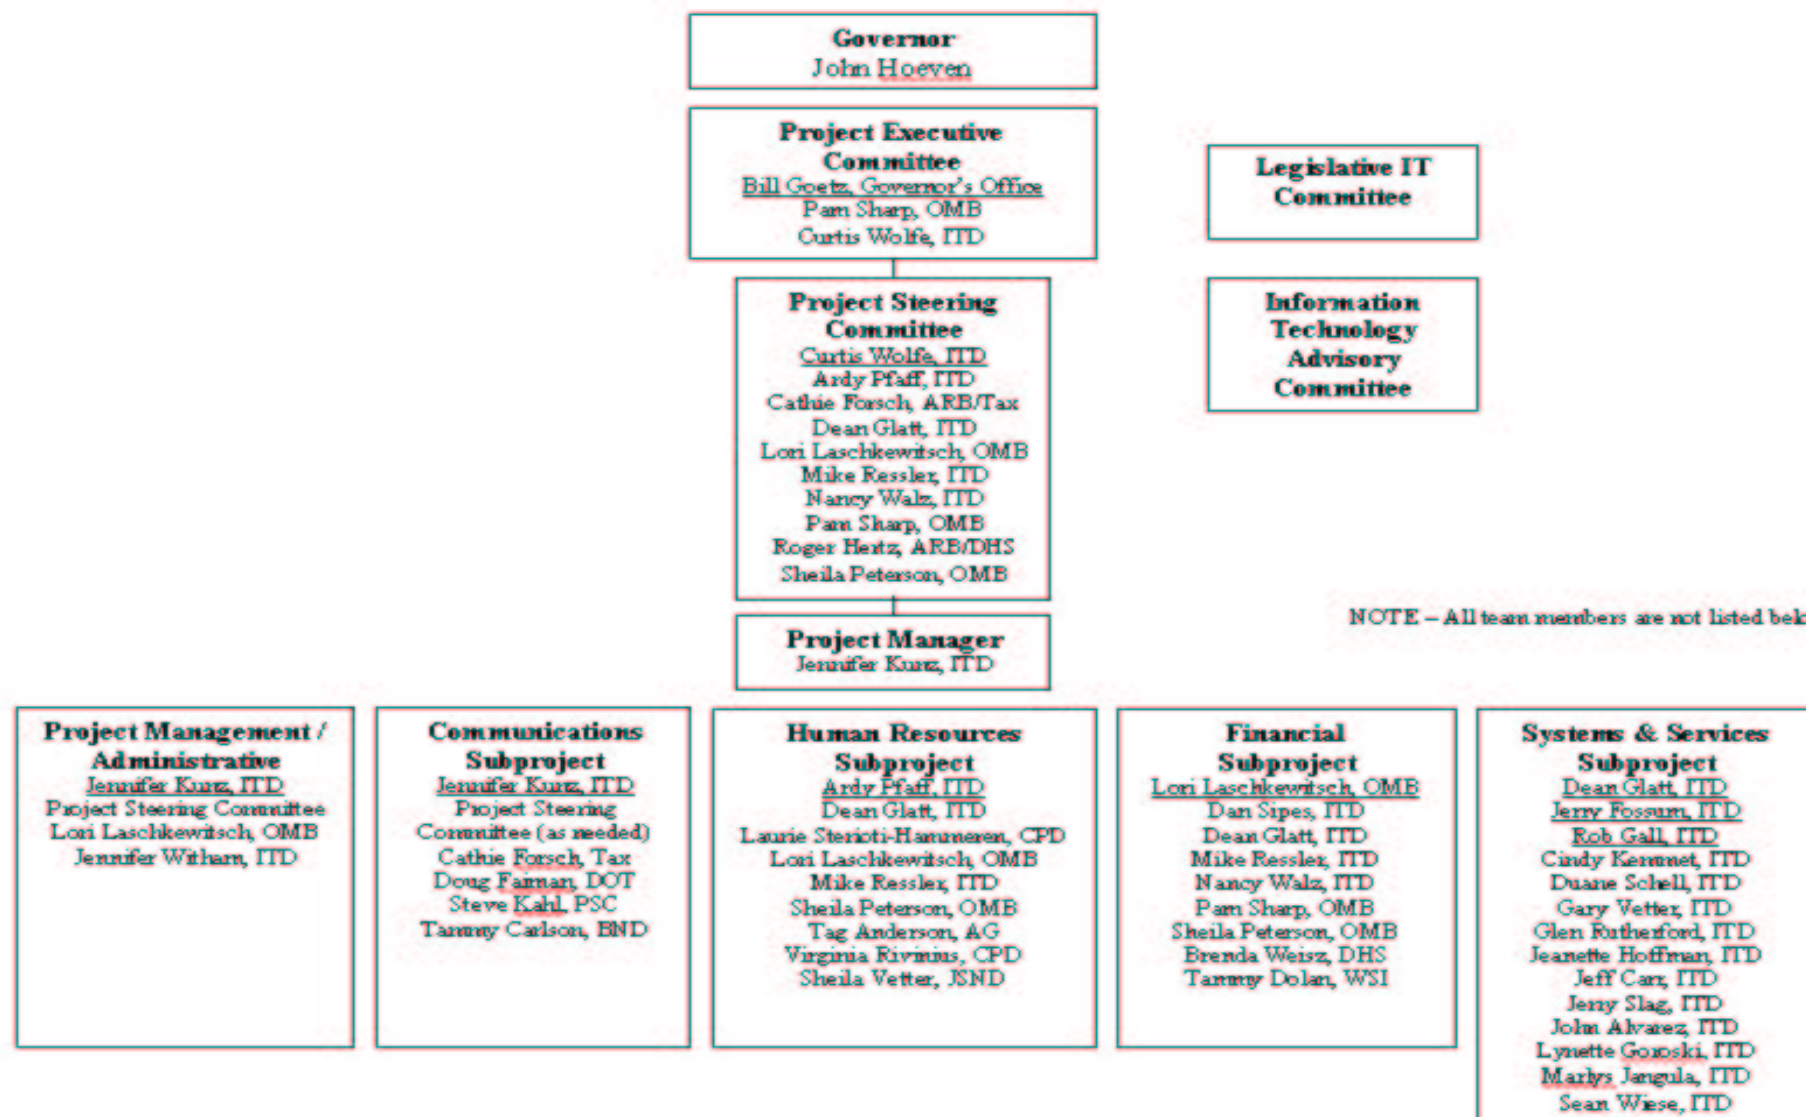 Governor
John Hoeven
Project Executive
Committee
Bill Goetz, Governor's Office
Pam Sharp, OMB
Curtis Wolfe, ITD
Legislative IT
Committee
Project Steering
Committee
Curtis Wolfe, ITD
Ardy Pfaff, ITD
Cathie Forsch, ARB/Tax
Dean Glatt, ITD
Lori Laschkewitsch, OMB
Mike Ressler, ITD
Nancy Walz, ITD
Pam Sharp, OMB
Roger Hertz, ARB/DHS
Sheila Peterson, OMB
Information
Technology
Advisory
Committee
NOTE – All team members are not listed belo
Project Manager
Jennifer Kunz, ITD
Project Management /
Administrative
Jennifer Kunz, ITD
Project Steering Committee
Lori Laschkewitsch, OMB
Jennifer Witham, ITD
Communications
Subproject
Jennifer Kunz, ITD
Project Steering
Committee (as needed)
Cathie Forsch, Tax
Doug Faiman, DOT
Steve Kahl, PSC
Tammy Carlson, BND
Human Resources
Subproject
Ardy Pfaff, ITD
Dean Glatt, ITD
Laurie Sterioti-Hammeren, CPD
Lori Laschkewitsch, OMB
Mike Ressler, ITD
Sheila Peterson, OMB
Tag Anderson, AG
Virginia Rivinius, CPD
Sheila Vetter, JSND
Financial
Subproject
Lori Laschkewitsch, OMB
Dan Sipes, ITD
Dean Glatt, ITD
Mike Ressler, ITD
Nancy Walz, ITD
Pam Sharp, OMB
Sheila Peterson, OMB
Brenda Weisz, DHS
Tammy Dolan, WSI
Systems & Services
Subproject
Dean Glatt, ITD
Jerry Fossum, ITD
Rob Gall, ITD
Cindy Kemmet, ITD
Duane Schell, ITD
Gary Vetter, ITD
Glen Rutherford, ITD
Jeanette Hoffman, ITD
Jeff Carr, ITD
Jerry Slag, ITD
John Alvarez, ITD
Lynette Goroski, ITD
Marlys Jangula, ITD
Sean Wiese, ITD